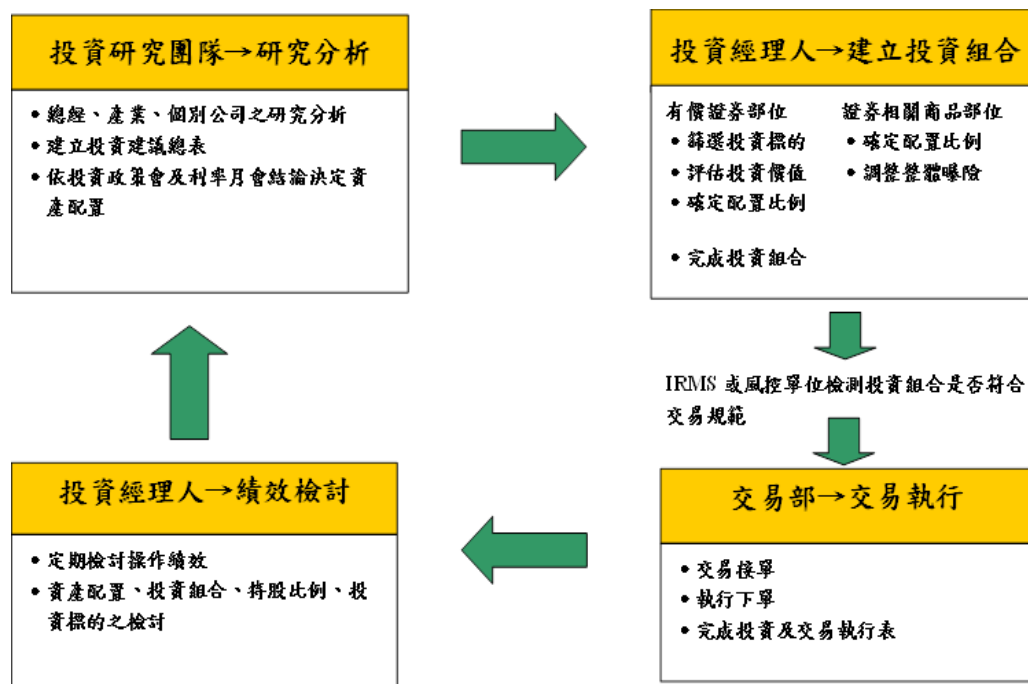 投資研究團隊→研究分析
• 總經、產業、個別公司之研究分析
• 建立投資建議總表
• 依投資政策會及利率月會結論決定資
產配置
投資經理人→建立投資組合
有價證券部位
• 篩選投資標的
• 評估投資價值
• 確定配置比例
• 完成投資組合
證券相關商品部位
• 確定配置比例
• 調整整體曝險
IRMS 或風控單位檢測投資組合是否符合
交易規範
交易部→交易執行
• 交易接單
• 執行下單
• 完成投資及交易執行表
投資經理人→績效檢討
• 定期檢討操作績效
• 資產配置、投資組合、持股比例、投
資標的之檢討